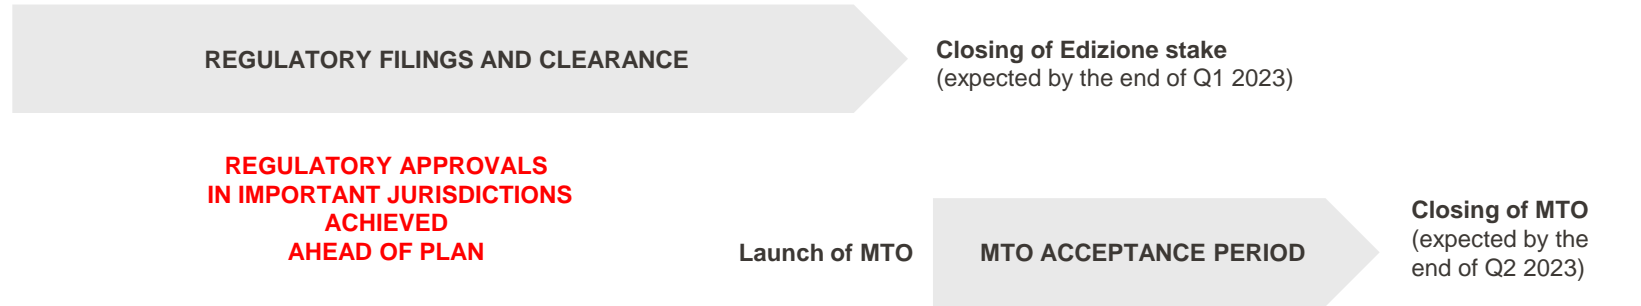 REGULATORY FILINGS AND CLEARANCE
Closing of Edizione stake
(expected by the end of Q1 2023)
REGULATORY APPROVALS
IN IMPORTANT JURISDICTIONS
ACHIEVED
AHEAD OF PLAN
Launch of MTO
MTO ACCEPTANCE PERIOD
Closing of MTO
(expected by the
end of Q2 2023)